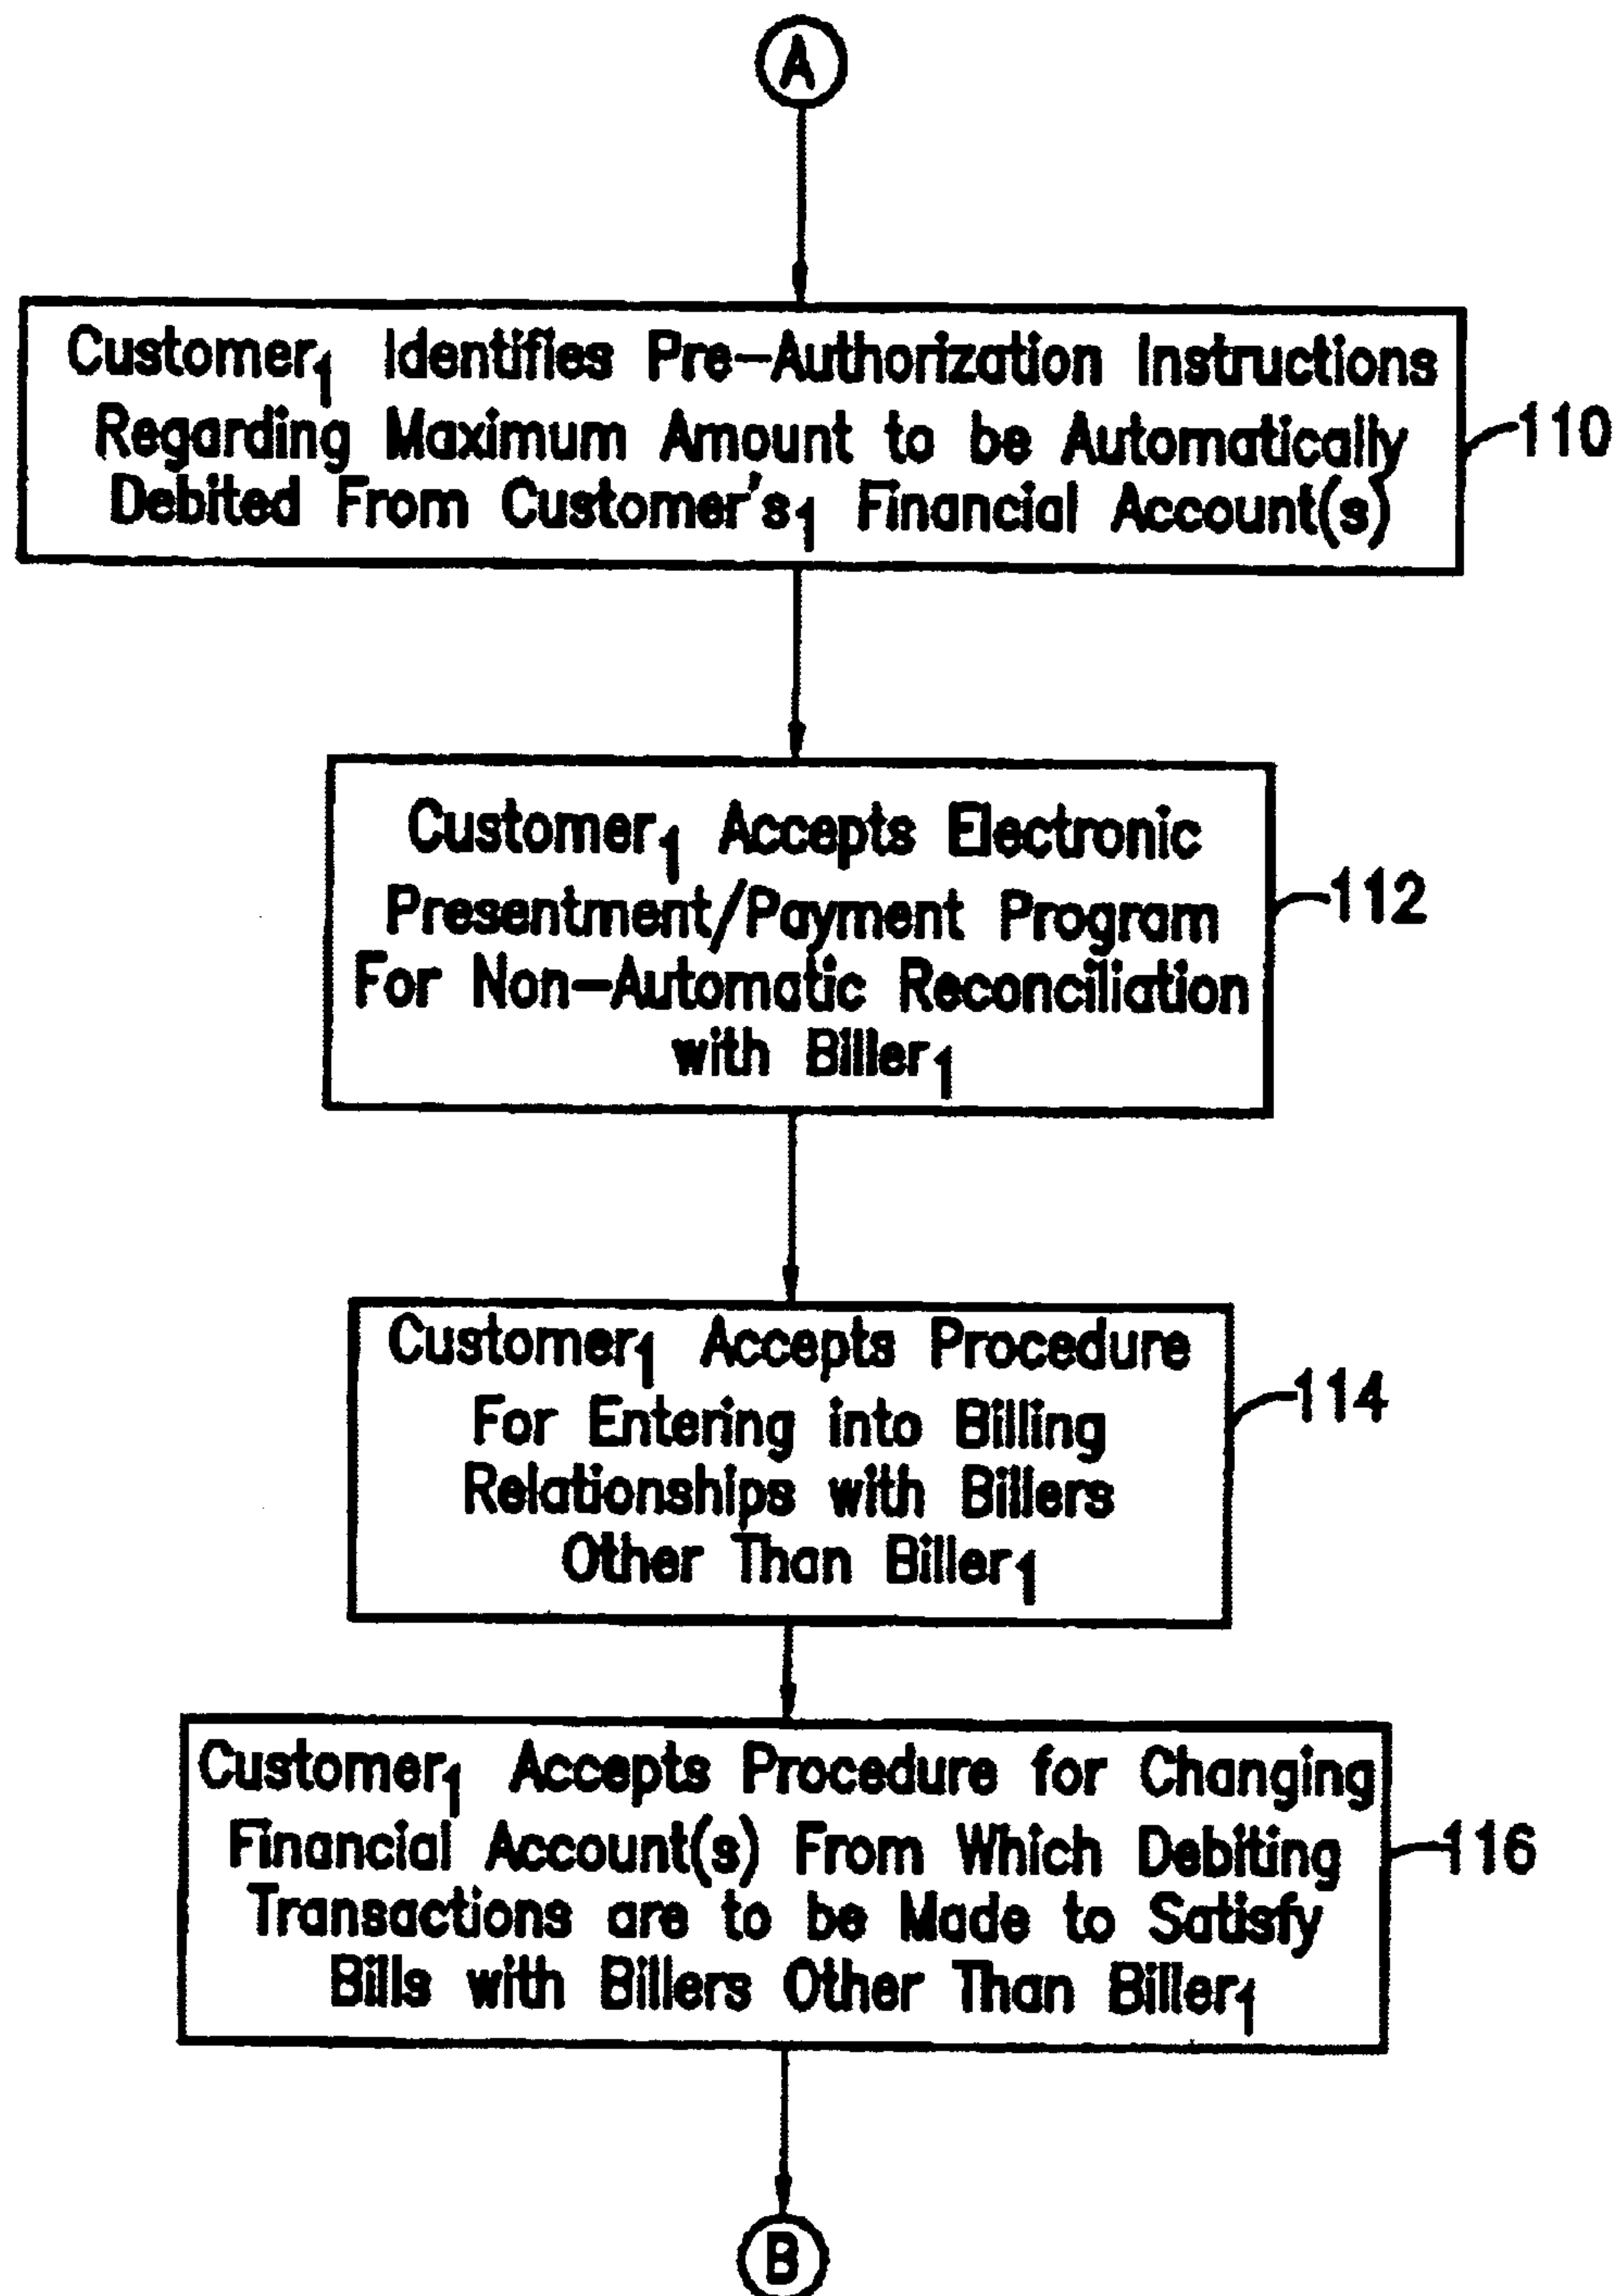 A
Customer₁ Identifies Pre-Authorization Instructions
Regarding Maximum Amount to be Automatically
Debited From Customer's₁ Financial Account(s)
110
Customer₁ Accepts Electronic
Presentment/Payment Program
For Non-Automatic Reconciliation
with Biller₁
112
Customer₁ Accepts Procedure
For Entering into Billing
Relationships with Billers
Other Than Biller₁
114
Customer₁ Accepts Procedure for Changing
Financial Account(s) From Which Debiting
Transactions are to be Made to Satisfy
Bills with Billers Other Than Biller₁
116
B